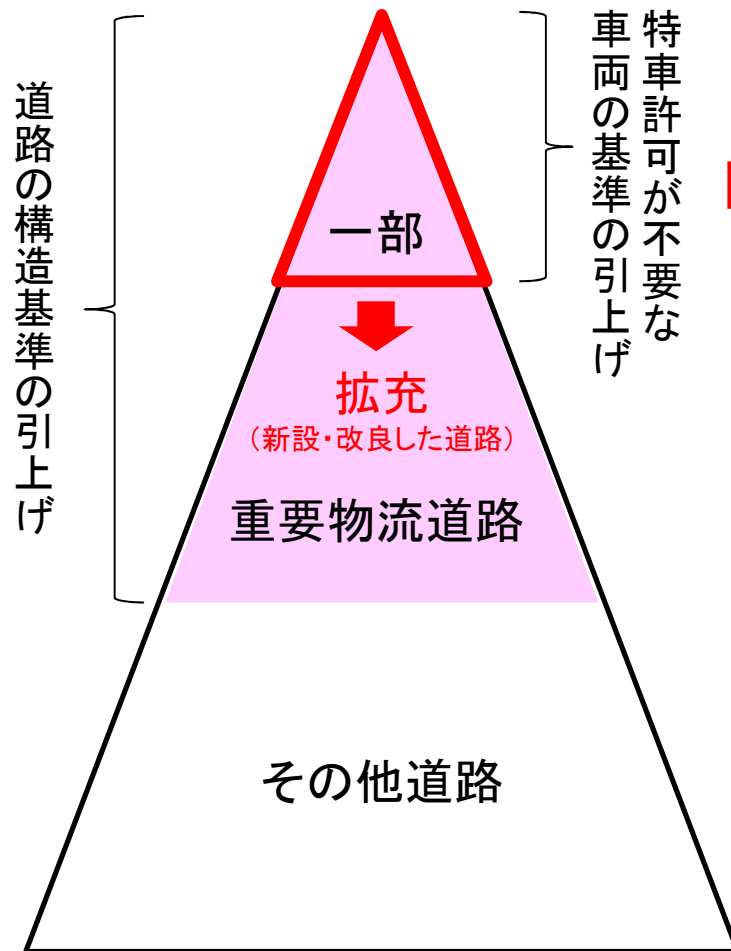 道路の構造基準の引上げ
特車許可が不要な
車両の基準の引上げ
一部
拡充
（新設・改良した道路）
重要物流道路
その他道路